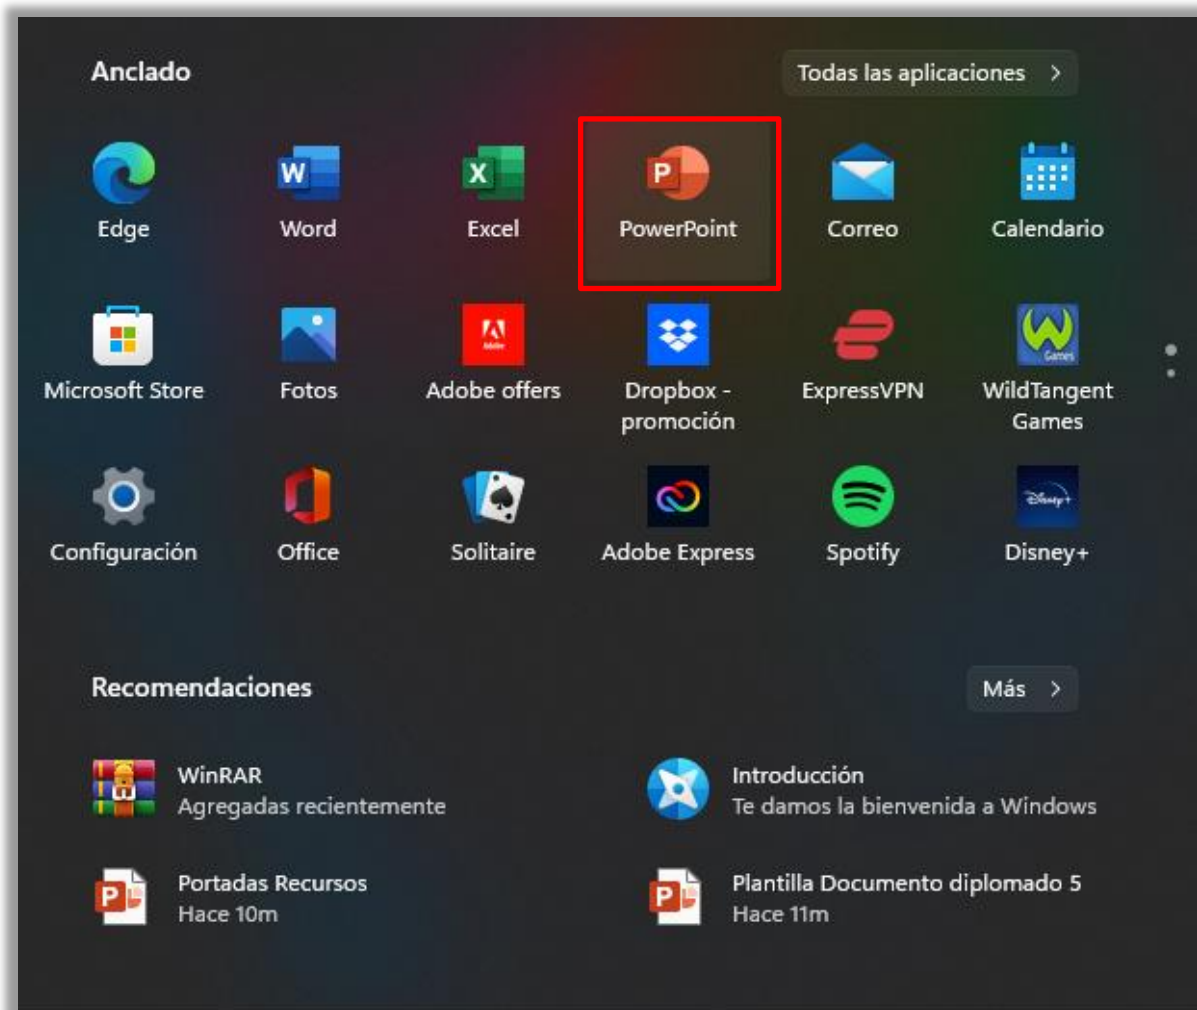 Anclado
Todas las aplicaciones
Edge
Word
Excel
PowerPoint
Correo
Calendario
Microsoft Store
Fotos
Adobe offers
Dropbox -
promoción
ExpressVPN
WildTangent
Games
Configuración
Office
Solitaire
Adobe Express
Spotify
Disney+
Recomendaciones
Más
WinRAR
Agregadas recientemente
Introducción
Te damos la bienvenida a Windows
Portadas Recursos
Hace 10m
Plantilla Documento diplomado 5
Hace 11m